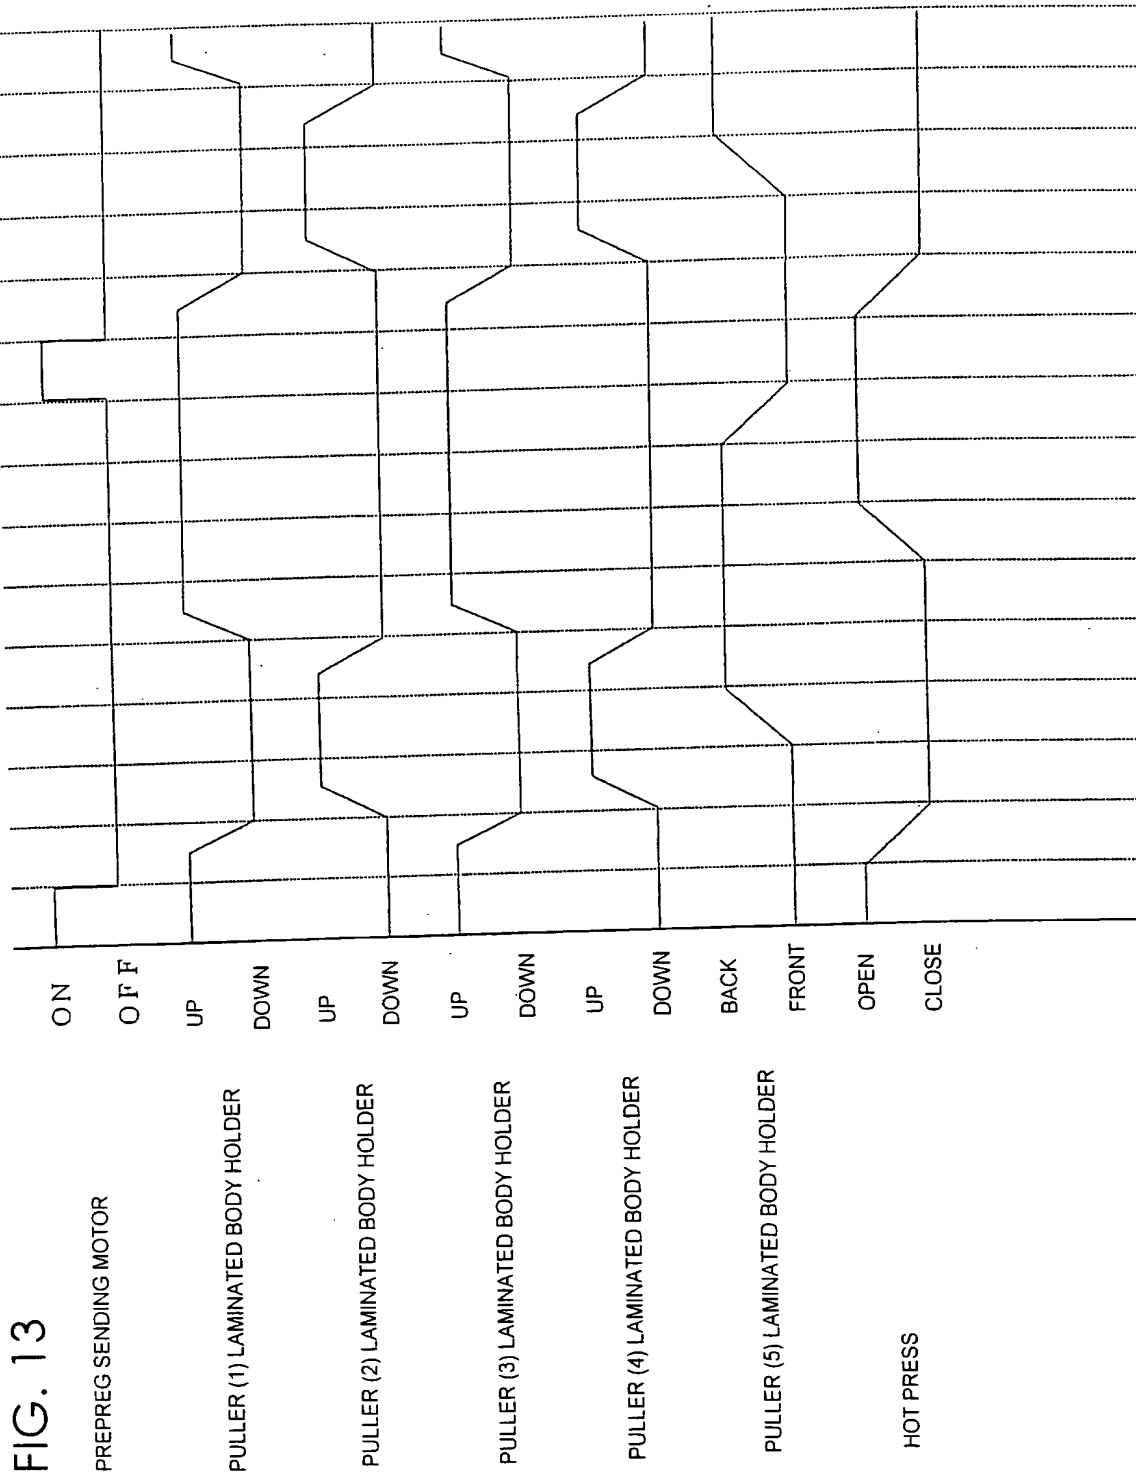 FIG. 13
PREPREG SENDING MOTOR
ON
OFF
PULLER (1) LAMINATED BODY HOLDER
UP
DOWN
PULLER (2) LAMINATED BODY HOLDER
UP
DOWN
PULLER (3) LAMINATED BODY HOLDER
UP
DOWN
PULLER (4) LAMINATED BODY HOLDER
UP
DOWN
PULLER (5) LAMINATED BODY HOLDER
BACK
FRONT
HOT PRESS
OPEN
CLOSE